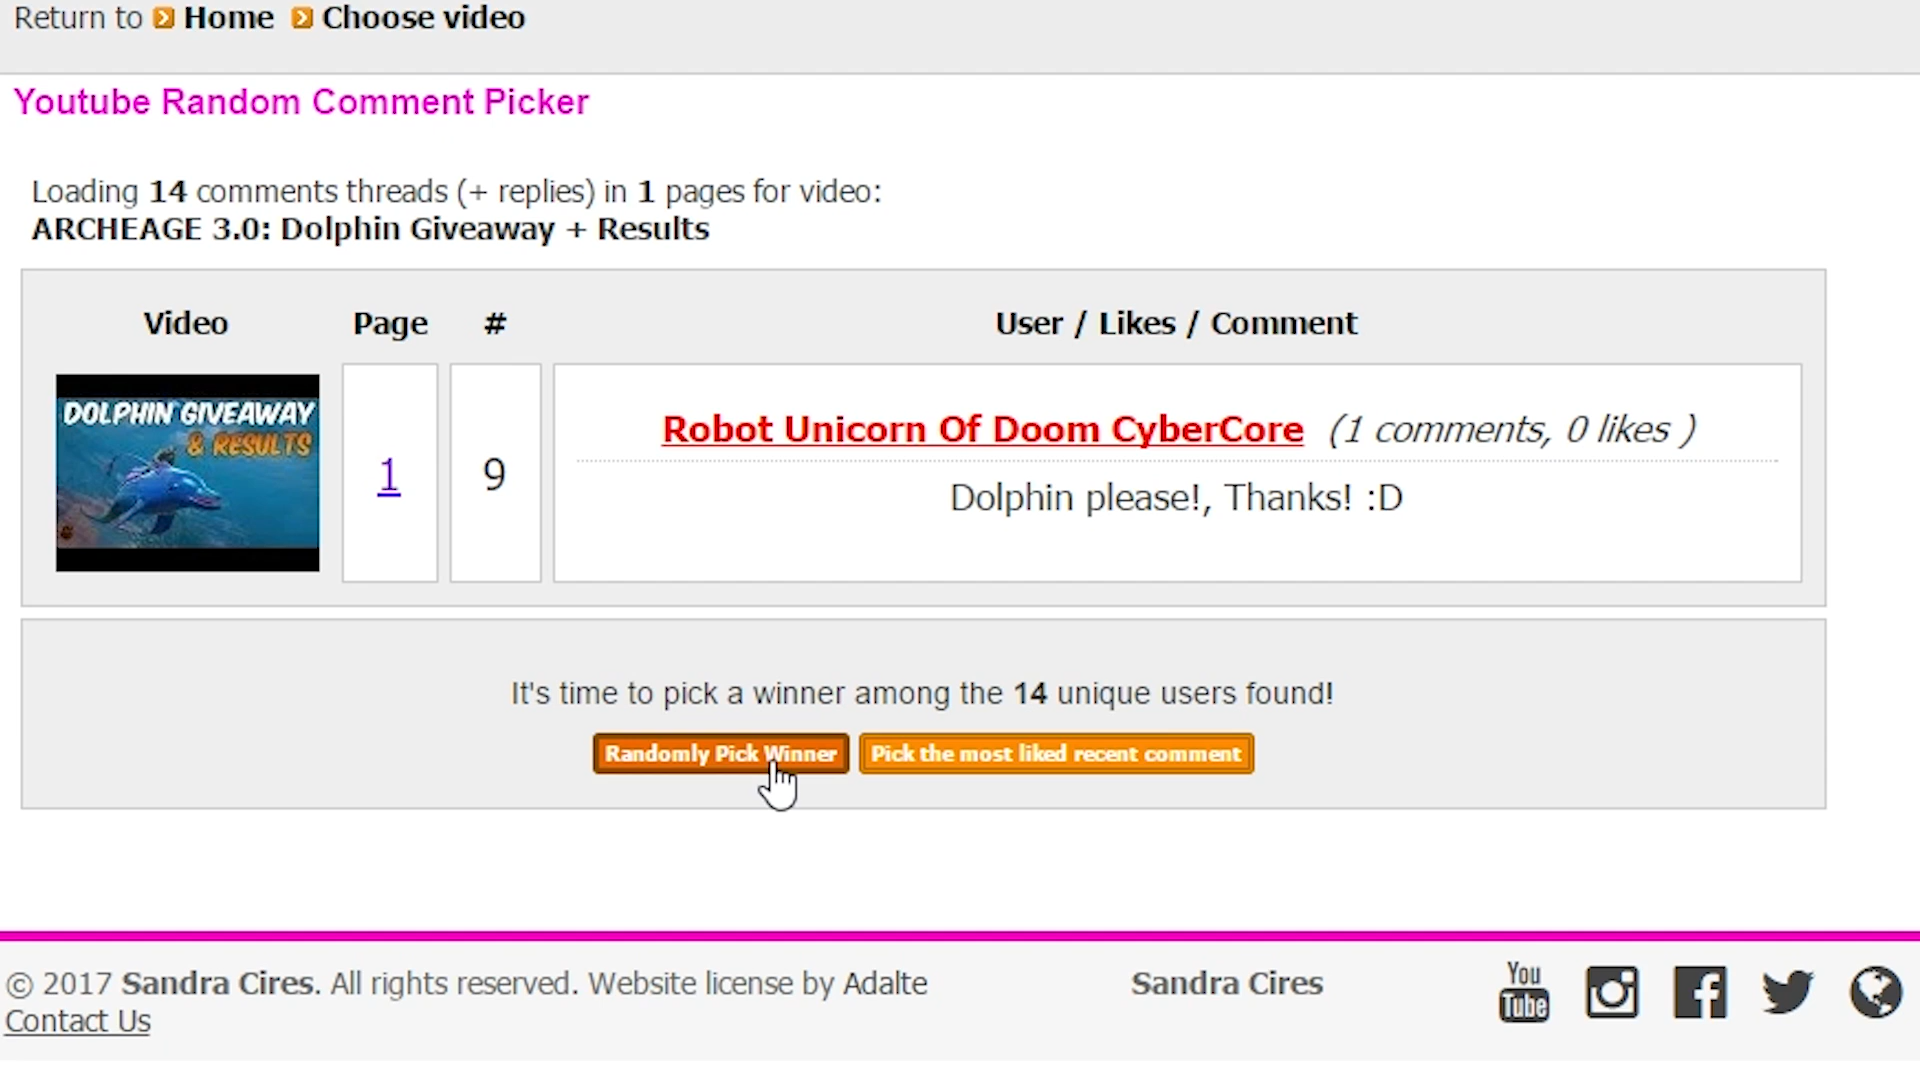 Return to Home Choose video
Youtube Random Comment Picker
Loading 14 comments threads (+ replies) in 1 pages for video:
ARCHEAGE 3.0: Dolphin Giveaway + Results
Video Page # User / Likes / Comment
DOLPHIN GIVEAWAY
& RESULTS
1
9
Robot Unicorn Of Doom CyberCore (1 comments, 0 likes )
Dolphin please!, Thanks! :D
It's time to pick a winner among the 14 unique users found!
Randomly Pick Winner Pick the most liked recent comment
© 2017 Sandra Cires. All rights reserved. Website license by Adalte
Contact Us
Sandra Cires
You
Tube